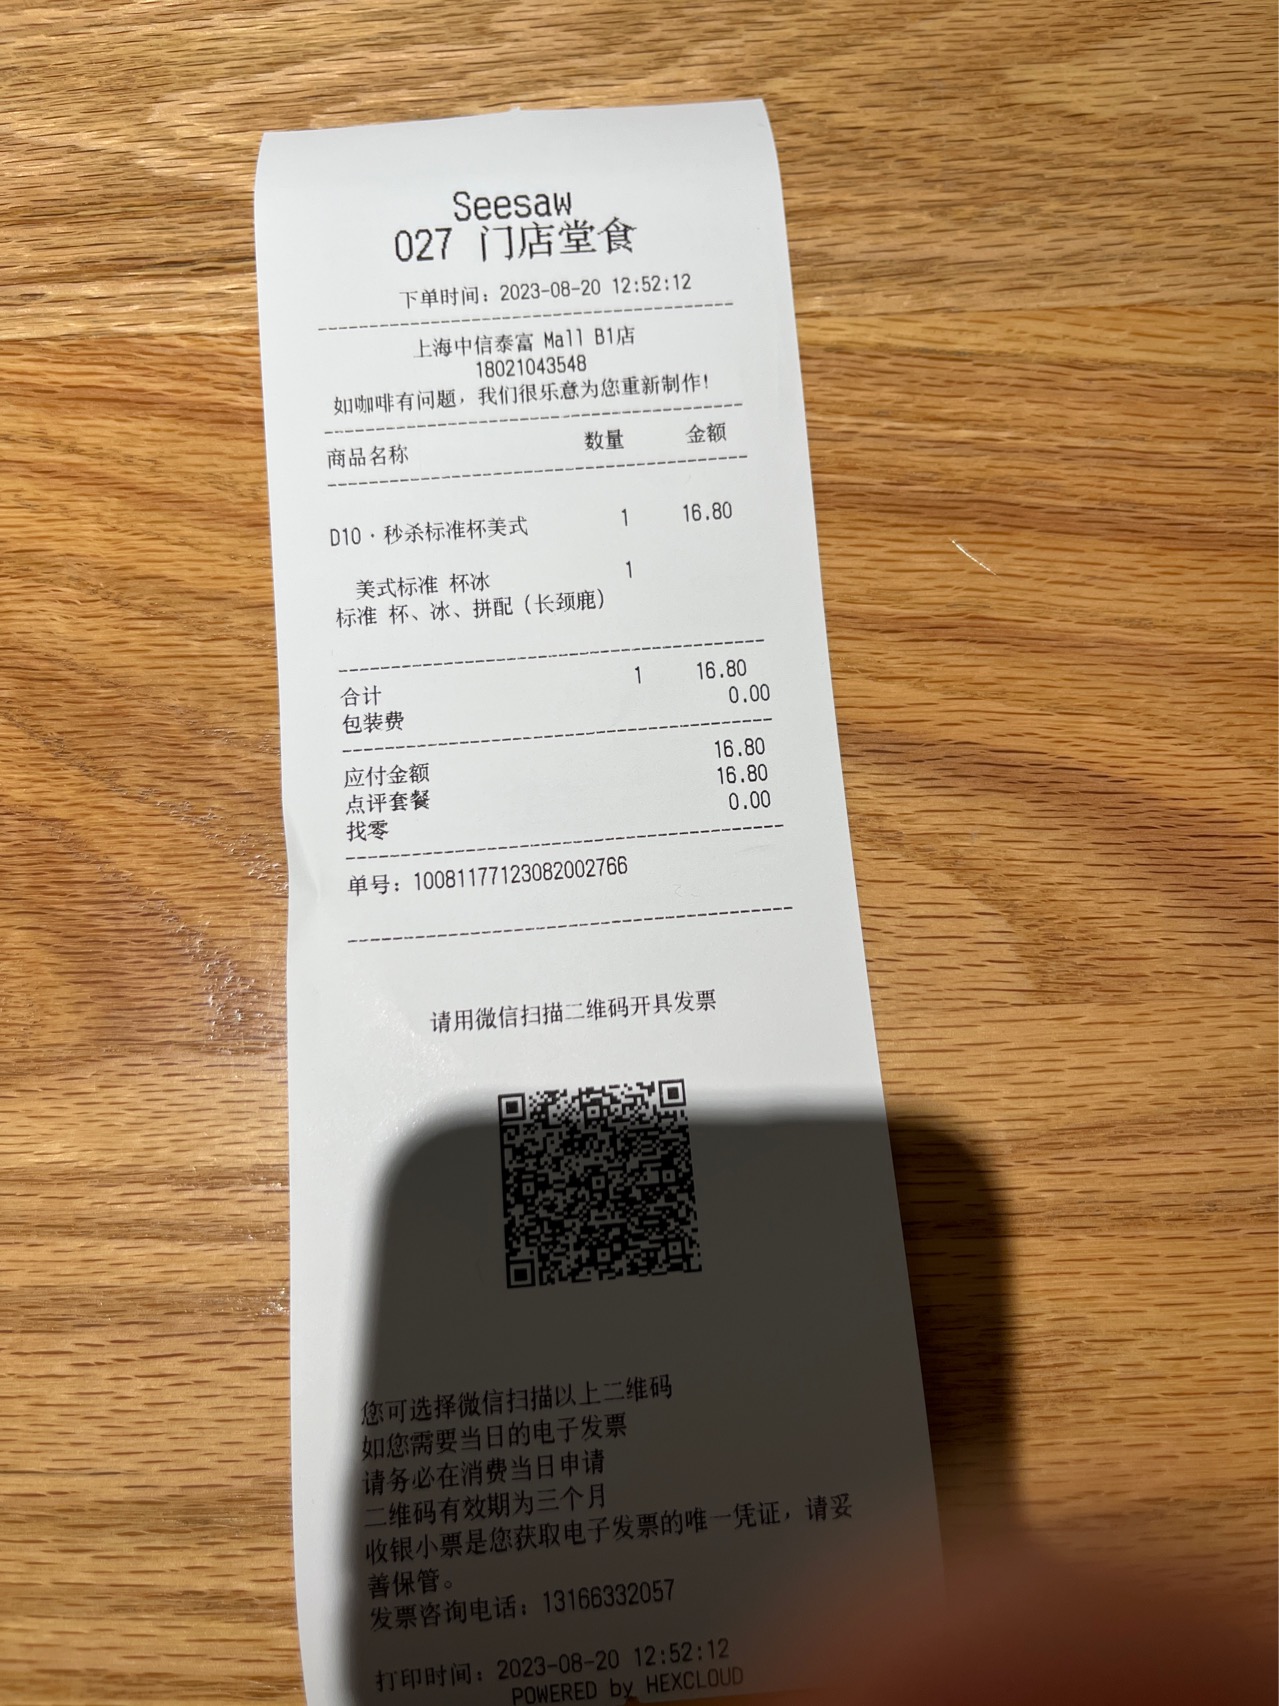 Seesaw
027 门店堂食
下单时间：2023-08-20 12:52:12
上海中信泰富 Mall B1店
18021043548
如咖啡有问题，我们很乐意为您重新制作！
商品名称 数量 金额
D10·秒杀标准杯美式 1 16.80
美式标准 杯冰 1
标准 杯、冰、拼配（长颈鹿）
合计 1 16.80
包装费 0.00
应付金额 16.80
点评套餐 16.80
找零 0.00
单号：10081177123082002766
请用微信扫描二维码开具发票
您可选择微信扫描以上二维码
如您需要当日的电子发票
请务必在消费当日申请
二维码有效期为三个月
收银小票是您获取电子发票的唯一凭证，请妥
善保管。
发票咨询电话：13166332057
打印时间：2023-08-20 12:52:12
POWERED by HEXCLOUD